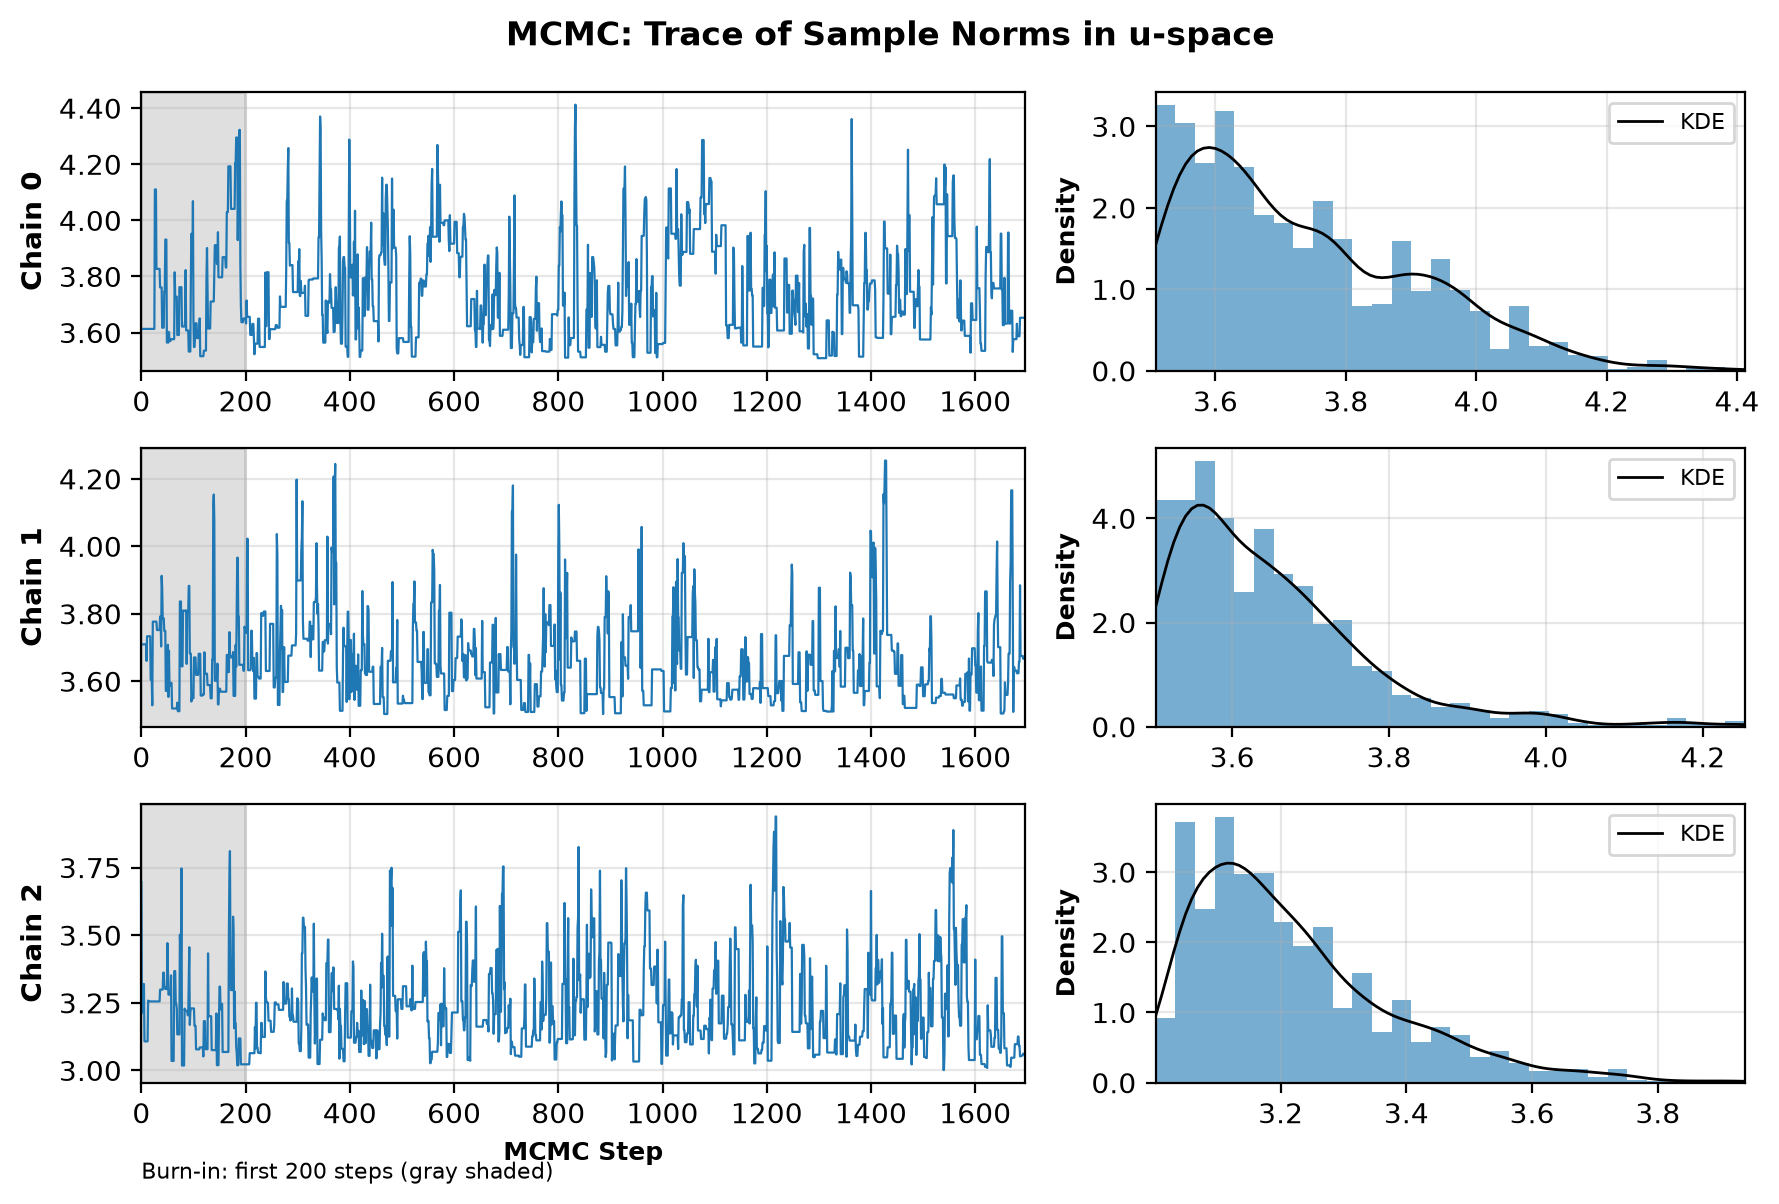 MCMC: Trace of Sample Norms in u-space
Chain 0
4.40
4.20
4.00
3.80
3.60
0 200 400 600 800 1000 1200 1400 1600
Density
3.0
2.0
1.0
0.0
KDE
3.6 3.8 4.0 4.2 4.4
Chain 1
4.20
4.00
3.80
3.60
0 200 400 600 800 1000 1200 1400 1600
Density
4.0
2.0
0.0
KDE
3.6 3.8 4.0 4.2
Chain 2
3.75
3.50
3.25
3.00
0 200 400 600 800 1000 1200 1400 1600
MCMC Step
Density
3.0
2.0
1.0
0.0
KDE
3.2 3.4 3.6 3.8
Burn-in: first 200 steps (gray shaded)